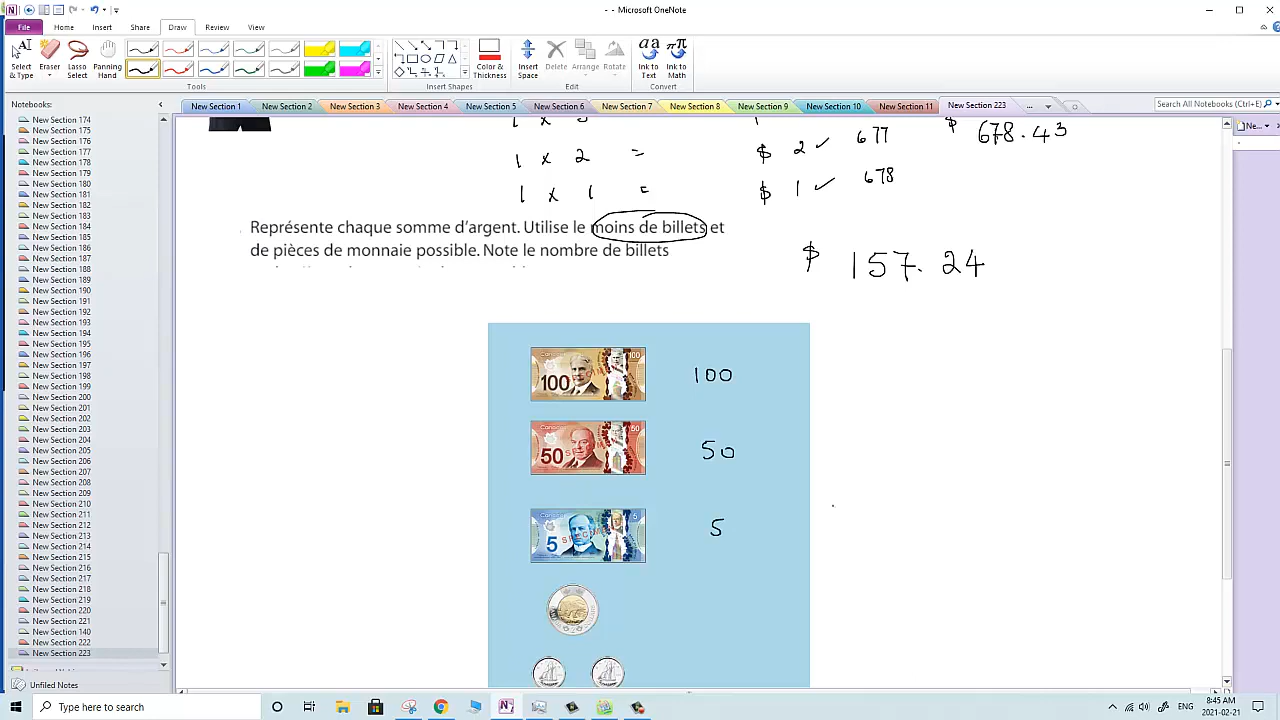 - - Microsoft OneNote
File
Home
Insert
Share
Draw
Review
View
Select & Type
Eraser
Lasso Select
Panning Hand
Color & Thickness
Insert Space
Delete
Arrange
Rotate
Ink to Text
Ink to Math
Tools
Insert Shapes
Edit
Convert
Notebooks:
New Section 1
New Section 2
New Section 3
New Section 4
New Section 5
New Section 6
New Section 7
New Section 8
New Section 9
New Section 10
New Section 11
New Section 223
...
Search All Notebooks (Ctrl+E)
Ne...
New Section 174
New Section 175
New Section 176
New Section 177
New Section 178
New Section 179
New Section 180
New Section 181
New Section 182
New Section 183
New Section 184
New Section 185
New Section 186
New Section 187
New Section 188
New Section 189
New Section 190
New Section 191
New Section 192
New Section 193
New Section 194
New Section 195
New Section 196
New Section 197
New Section 198
New Section 199
New Section 200
New Section 201
New Section 202
New Section 203
New Section 204
New Section 205
New Section 206
New Section 207
New Section 208
New Section 209
New Section 210
New Section 211
New Section 212
New Section 213
New Section 214
New Section 215
New Section 216
New Section 217
New Section 218
New Section 219
New Section 220
New Section 221
New Section 140
New Section 222
New Section 223
Unfiled Notes
$ 678.43
1 x 2 = $ 2 ✓ 677
1 x 1 = $ 1 ✓ 678
Représente chaque somme d'argent. Utilise le moins de billets et
de pièces de monnaie possible. Note le nombre de billets
$ 157.24
100 100
50 50
5 5
Type here to search
ENG
8:45 AM
2021-02-21